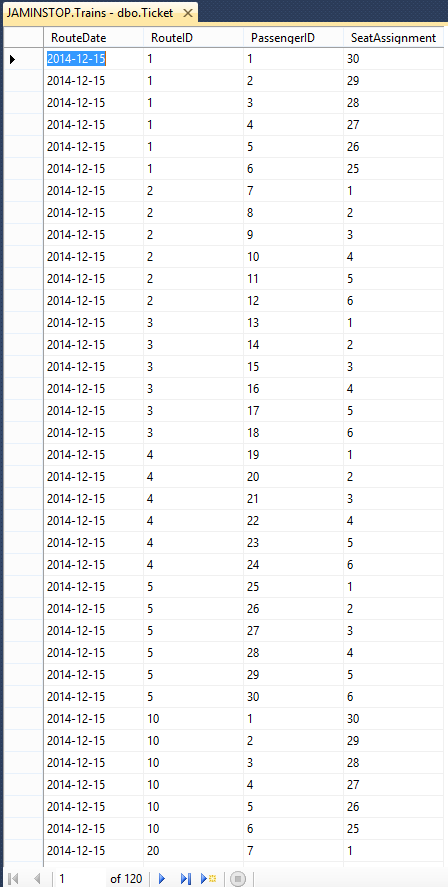 JAMINSTOP.Trains - dbo.Ticket
RouteDate RouteID PassengerID SeatAssignment
2014-12-15 1 1 30
2014-12-15 1 2 29
2014-12-15 1 3 28
2014-12-15 1 4 27
2014-12-15 1 5 26
2014-12-15 1 6 25
2014-12-15 2 7 1
2014-12-15 2 8 2
2014-12-15 2 9 3
2014-12-15 2 10 4
2014-12-15 2 11 5
2014-12-15 2 12 6
2014-12-15 3 13 1
2014-12-15 3 14 2
2014-12-15 3 15 3
2014-12-15 3 16 4
2014-12-15 3 17 5
2014-12-15 3 18 6
2014-12-15 4 19 1
2014-12-15 4 20 2
2014-12-15 4 21 3
2014-12-15 4 22 4
2014-12-15 4 23 5
2014-12-15 4 24 6
2014-12-15 5 25 1
2014-12-15 5 26 2
2014-12-15 5 27 3
2014-12-15 5 28 4
2014-12-15 5 29 5
2014-12-15 5 30 6
2014-12-15 10 1 30
2014-12-15 10 2 29
2014-12-15 10 3 28
2014-12-15 10 4 27
2014-12-15 10 5 26
2014-12-15 10 6 25
2014-12-15 20 7 1
1 of 120